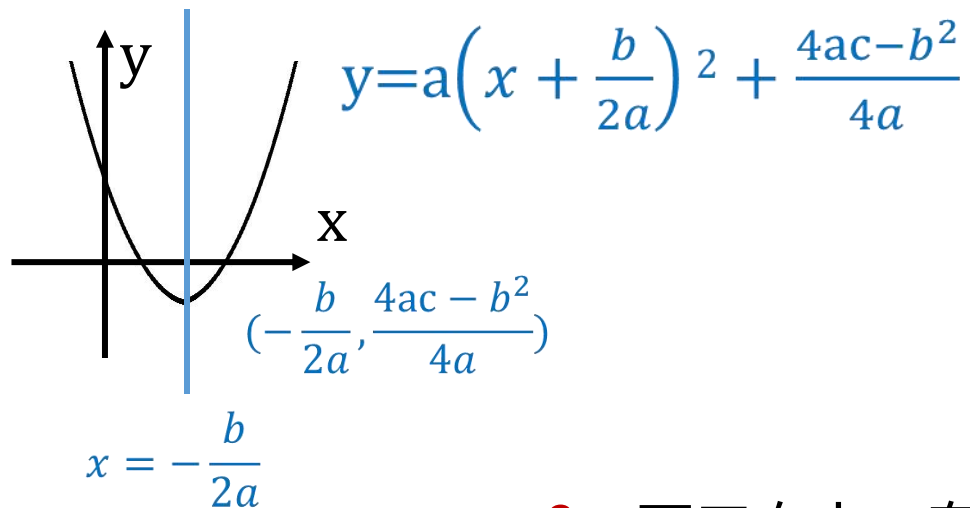 y
y=a(x + b/2a)² + (4ac−b²)/4a
x
(−b/2a, (4ac − b²)/4a)
x = −b/2a